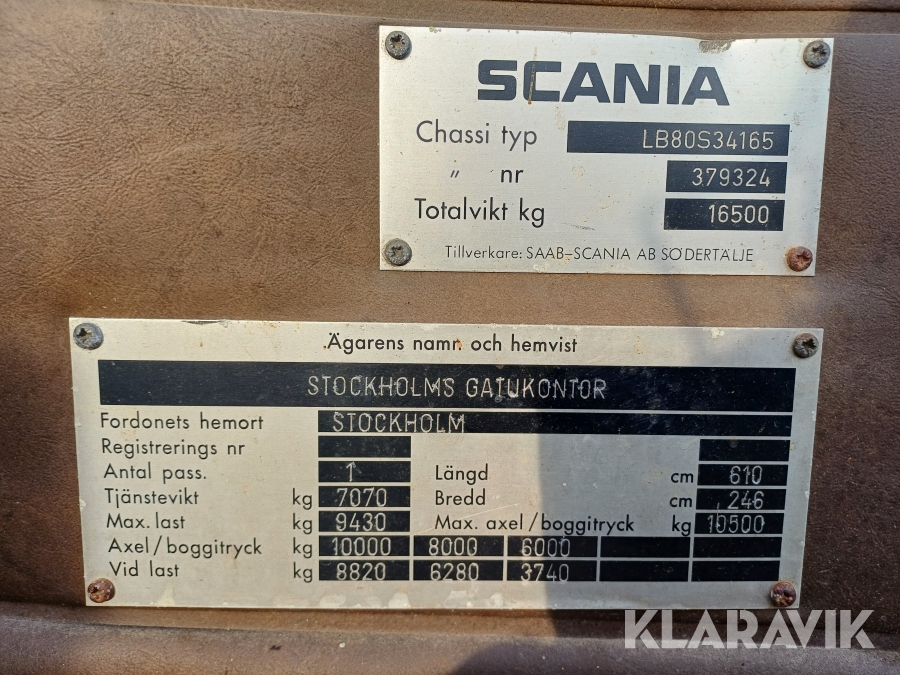 SCANIA
Chassi typ LB80S34165
" nr 379324
Totalvikt kg 16500
Tillverkare: SAAB-SCANIA AB SÖDERTÄLJE
Ägarens namn och hemvist
STOCKHOLMS GATUKONTOR
Fordonets hemort STOCKHOLM
Registrerings nr
Antal pass. 1 Längd cm 610
Tjänstevikt kg 7070 Bredd cm 246
Max. last kg 9430 Max. axel/boggitryck kg 10500
Axel/boggitryck kg 10000 8000 6000
Vid last kg 8820 6280 3740
KLARAVIK